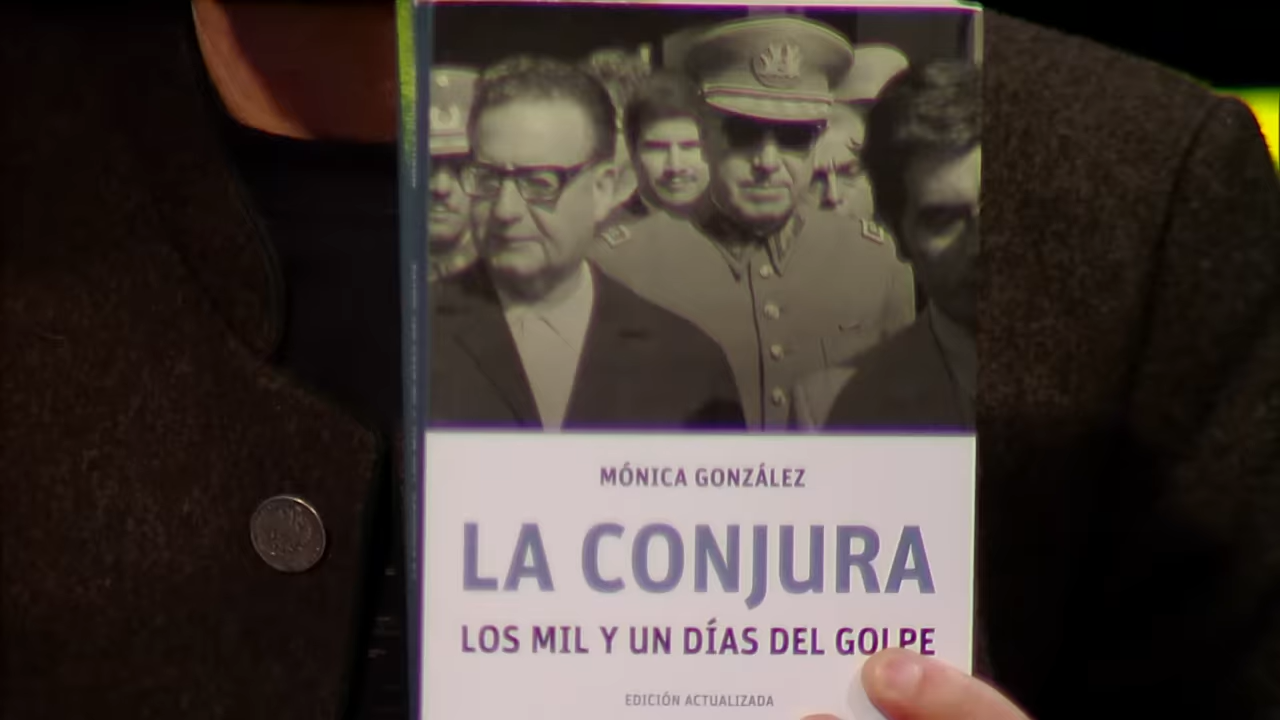 MÓNICA GONZÁLEZ
LA CONJURA
LOS MIL Y UN DÍAS DEL GOLPE
EDICIÓN ACTUALIZADA